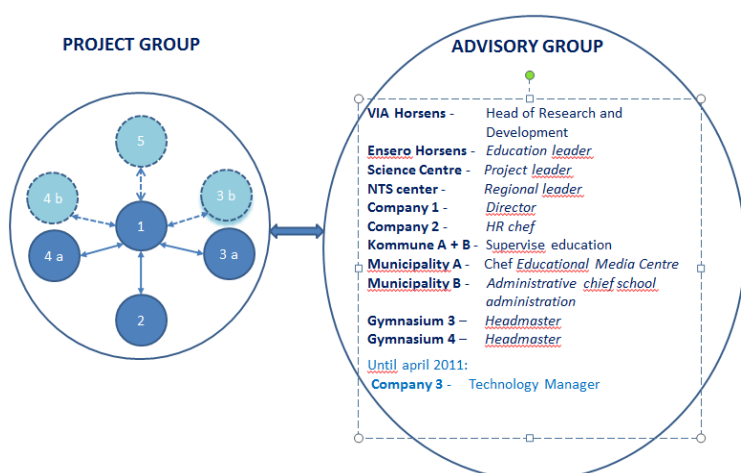 PROJECT GROUP
ADVISORY GROUP
5
4 b
3 b
1
4 a
3 a
2
VIA Horsens - Head of Research and
Development
Ensero Horsens - Education leader
Science Centre - Project leader
NTS center - Regional leader
Company 1 - Director
Company 2 - HR chef
Kommune A + B - Supervise education
Municipality A - Chef Educational Media Centre
Municipality B - Administrative chief school
administration
Gymnasium 3 – Headmaster
Gymnasium 4 – Headmaster
Until april 2011:
Company 3 - Technology Manager